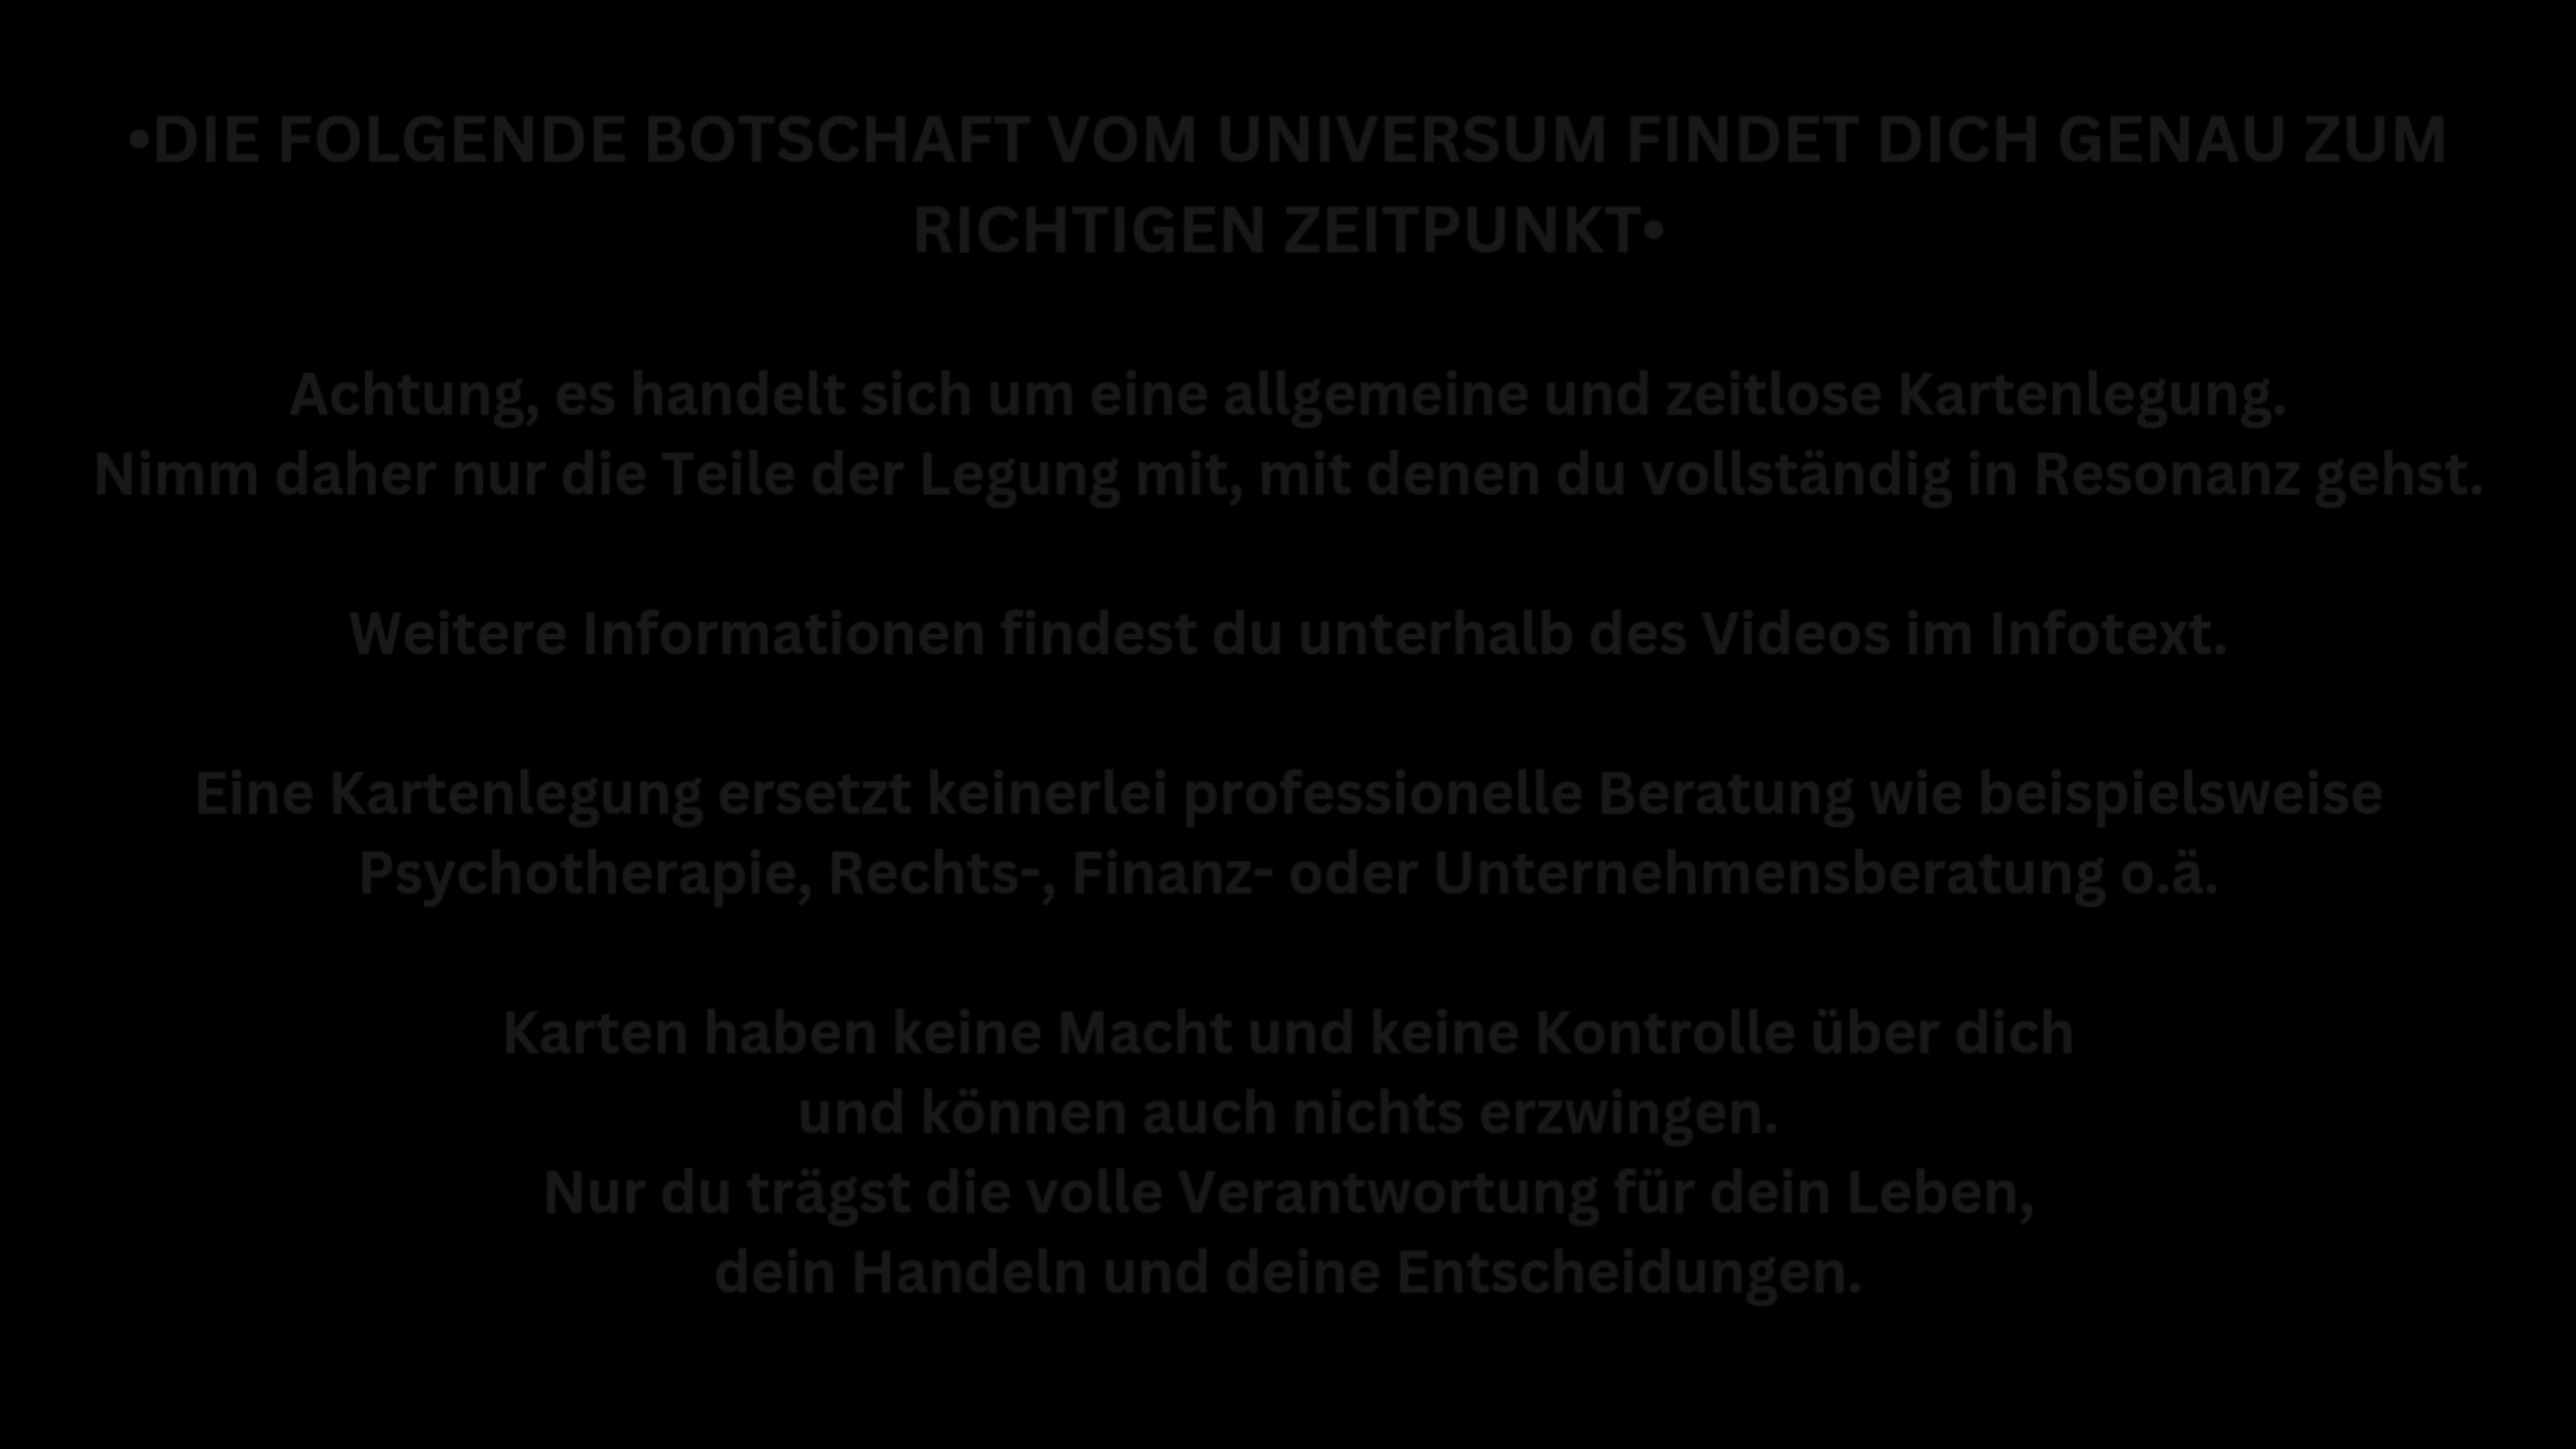 •DIE FOLGENDE BOTSCHAFT VOM UNIVERSUM FINDET DICH GENAU ZUM
RICHTIGEN ZEITPUNKT•
Achtung, es handelt sich um eine allgemeine und zeitlose Kartenlegung.
Nimm daher nur die Teile der Legung mit, mit denen du vollständig in Resonanz gehst.
Weitere Informationen findest du unterhalb des Videos im Infotext.
Eine Kartenlegung ersetzt keinerlei professionelle Beratung wie beispielsweise
Psychotherapie, Rechts-, Finanz- oder Unternehmensberatung o.ä.
Karten haben keine Macht und keine Kontrolle über dich
und können auch nichts erzwingen.
Nur du trägst die volle Verantwortung für dein Leben,
dein Handeln und deine Entscheidungen.